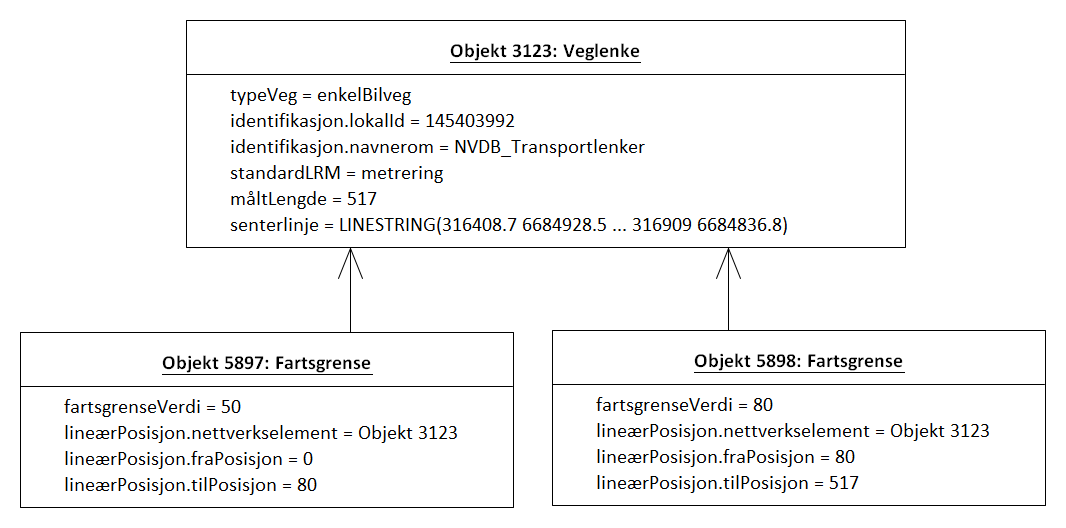 Objekt 3123: Veglenke
typeVeg = enkelBilveg
identifikasjon.lokalId = 145403992
identifikasjon.navnerom = NVDB_Transportlenker
standardLRM = metrering
måltLengde = 517
senterlinje = LINESTRING(316408.7 6684928.5 ... 316909 6684836.8)
Objekt 5897: Fartsgrense
fartsgrenseVerdi = 50
lineærPosisjon.nettverkselement = Objekt 3123
lineærPosisjon.fraPosisjon = 0
lineærPosisjon.tilPosisjon = 80
Objekt 5898: Fartsgrense
fartsgrenseVerdi = 80
lineærPosisjon.nettverkselement = Objekt 3123
lineærPosisjon.fraPosisjon = 80
lineærPosisjon.tilPosisjon = 517